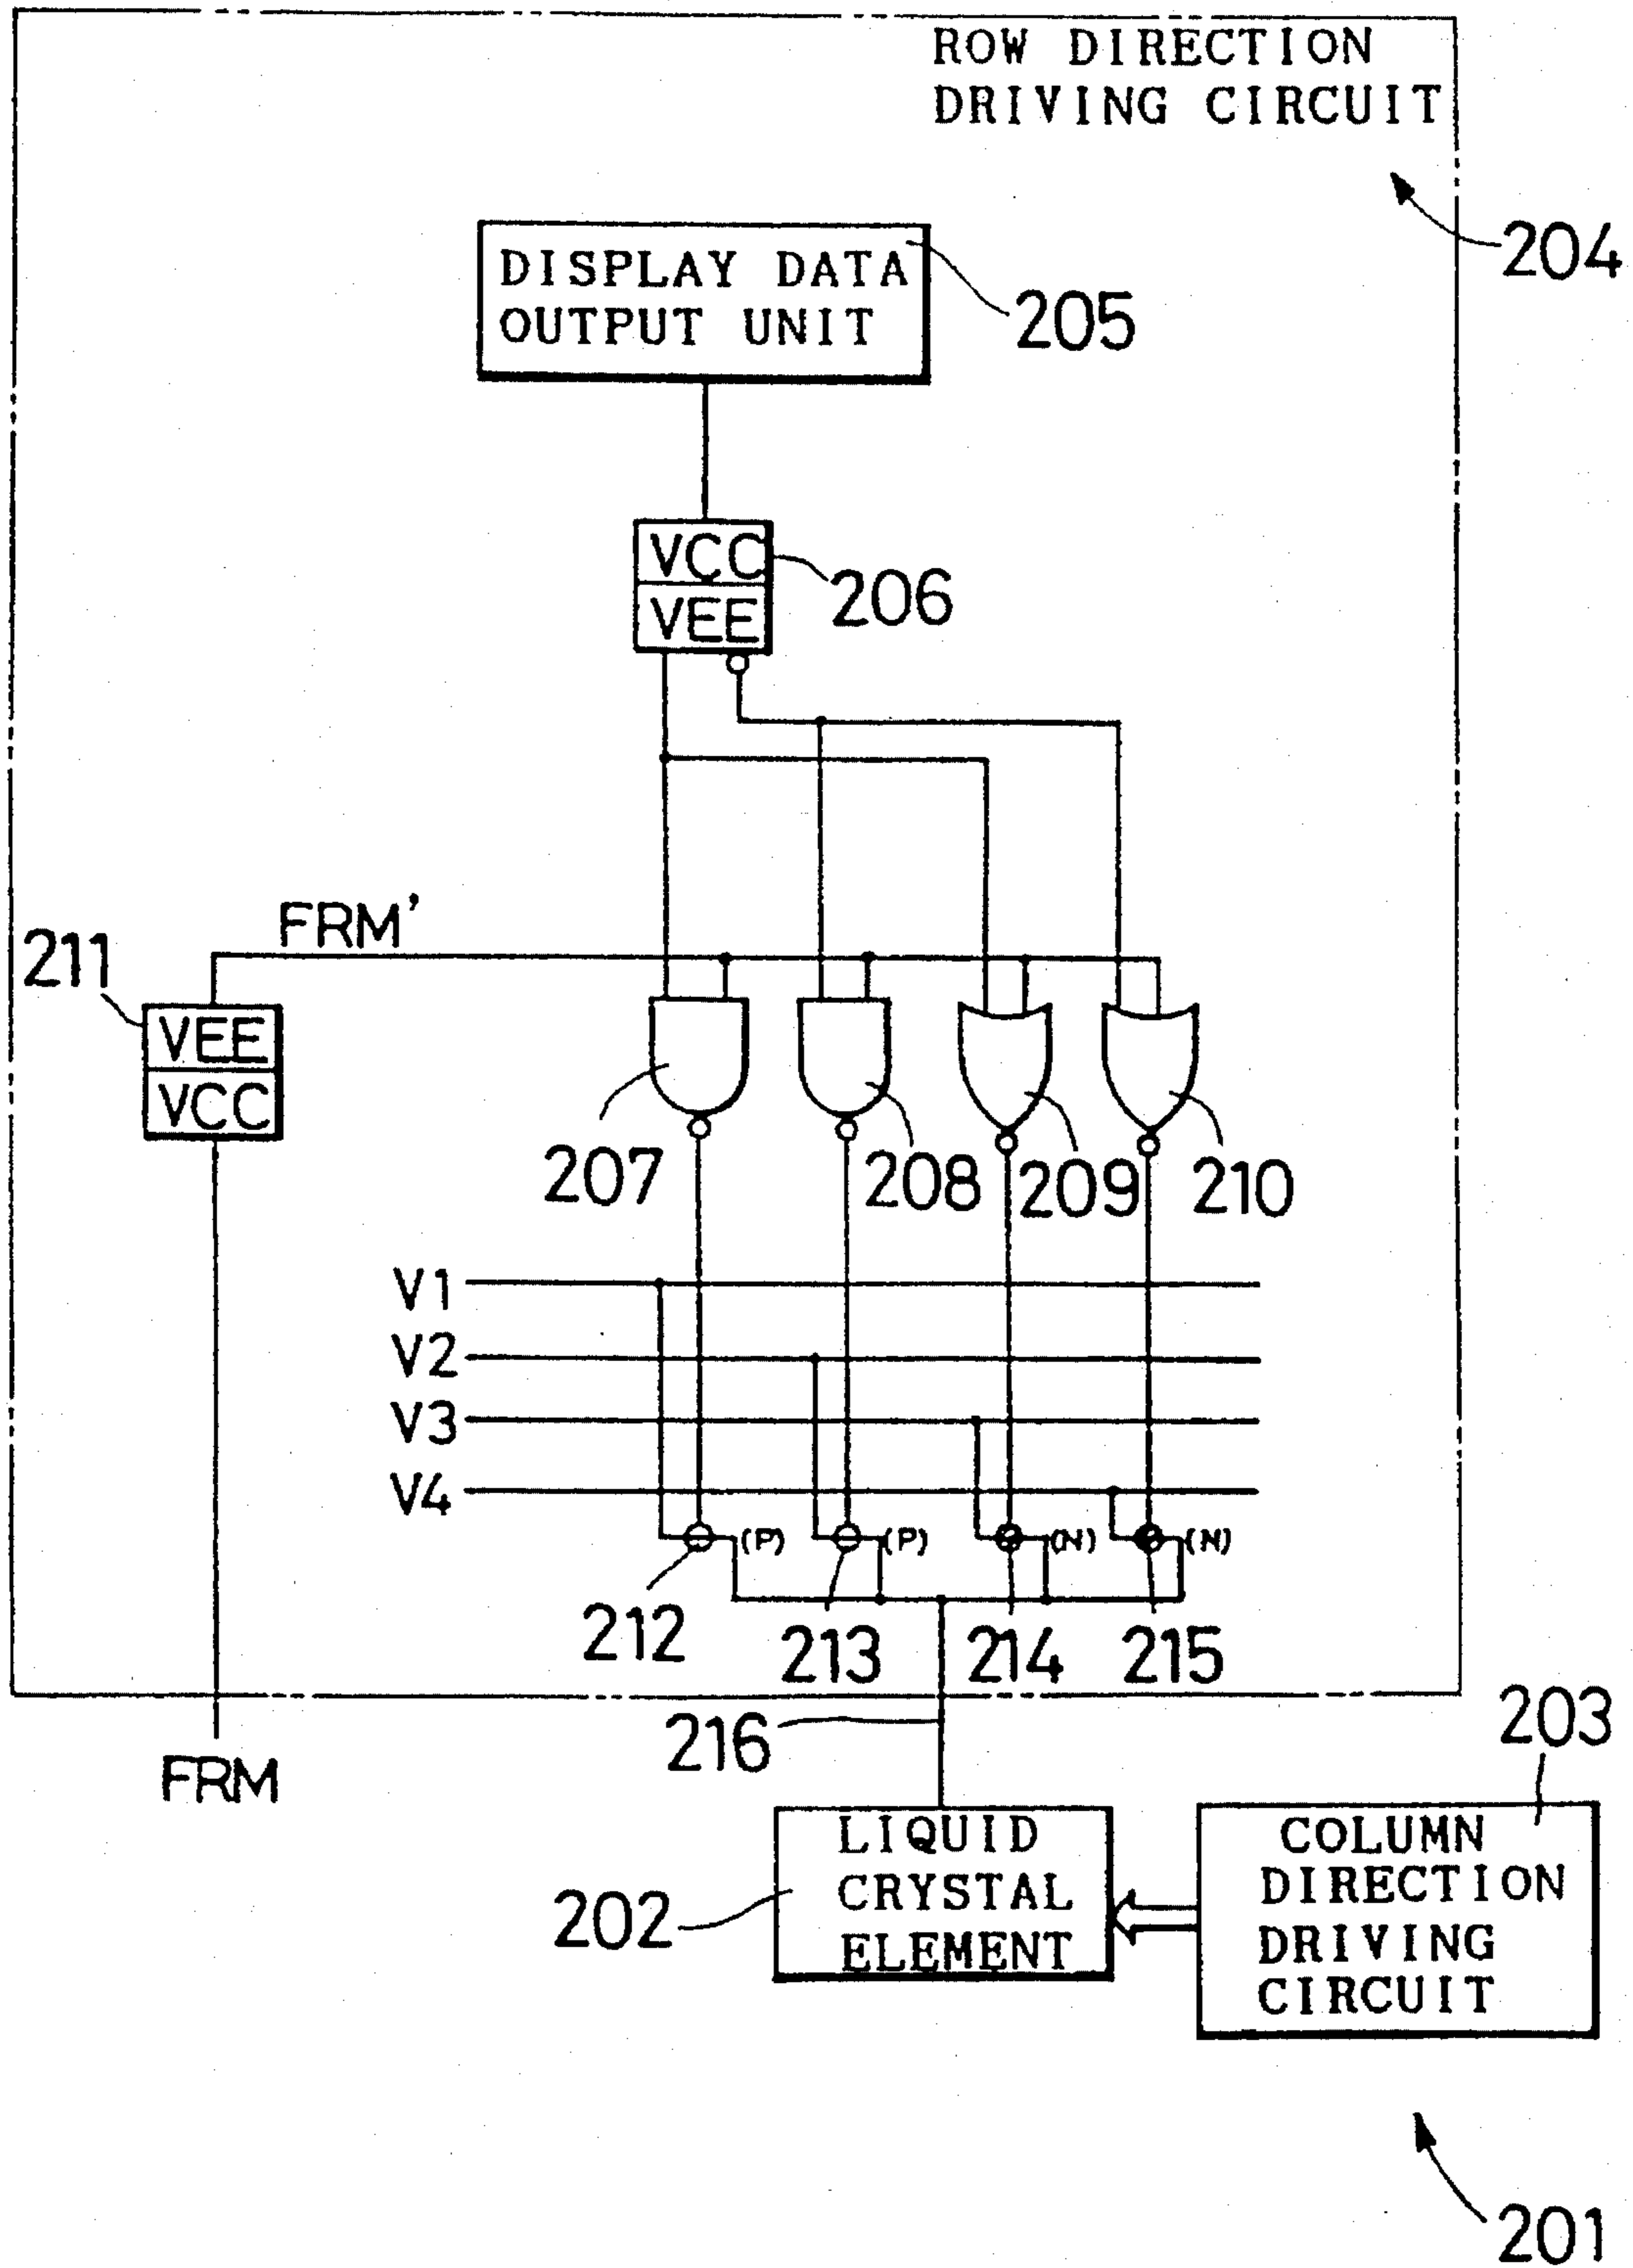 ROW DIRECTION
DRIVING CIRCUIT
204
DISPLAY DATA
OUTPUT UNIT
205
VCC
VEE
206
FRM'
211
VEE
VCC
207
208
209
210
V1
V2
V3
V4
(P)
(P)
(N)
(N)
212
213
214
215
216
203
FRM
LIQUID
CRYSTAL
ELEMENT
202
COLUMN
DIRECTION
DRIVING
CIRCUIT
201